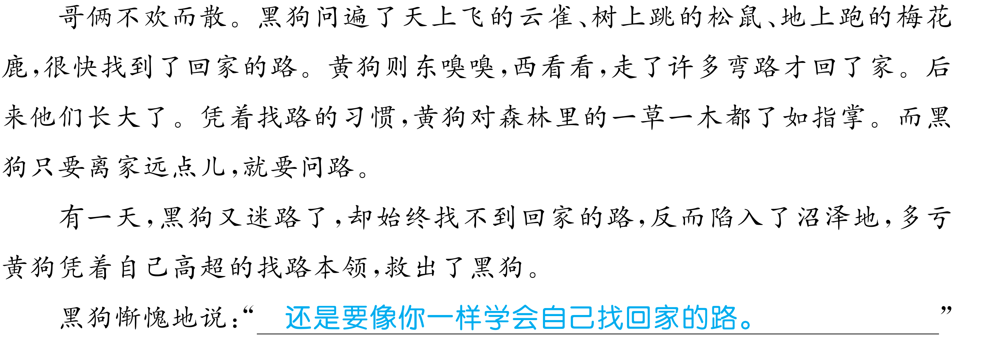 哥俩不欢而散。黑狗问遍了天上飞的云雀、树上跳的松鼠、地上跑的梅花
鹿,很快找到了回家的路。黄狗则东嗅嗅,西看看,走了许多弯路才回了家。后
来他们长大了。凭着找路的习惯,黄狗对森林里的一草一木都了如指掌。而黑
狗只要离家远点儿,就要问路。
有一天,黑狗又迷路了,却始终找不到回家的路,反而陷入了沼泽地,多亏
黄狗凭着自己高超的找路本领,救出了黑狗。
黑狗惭愧地说:“还是要像你一样学会自己找回家的路。”